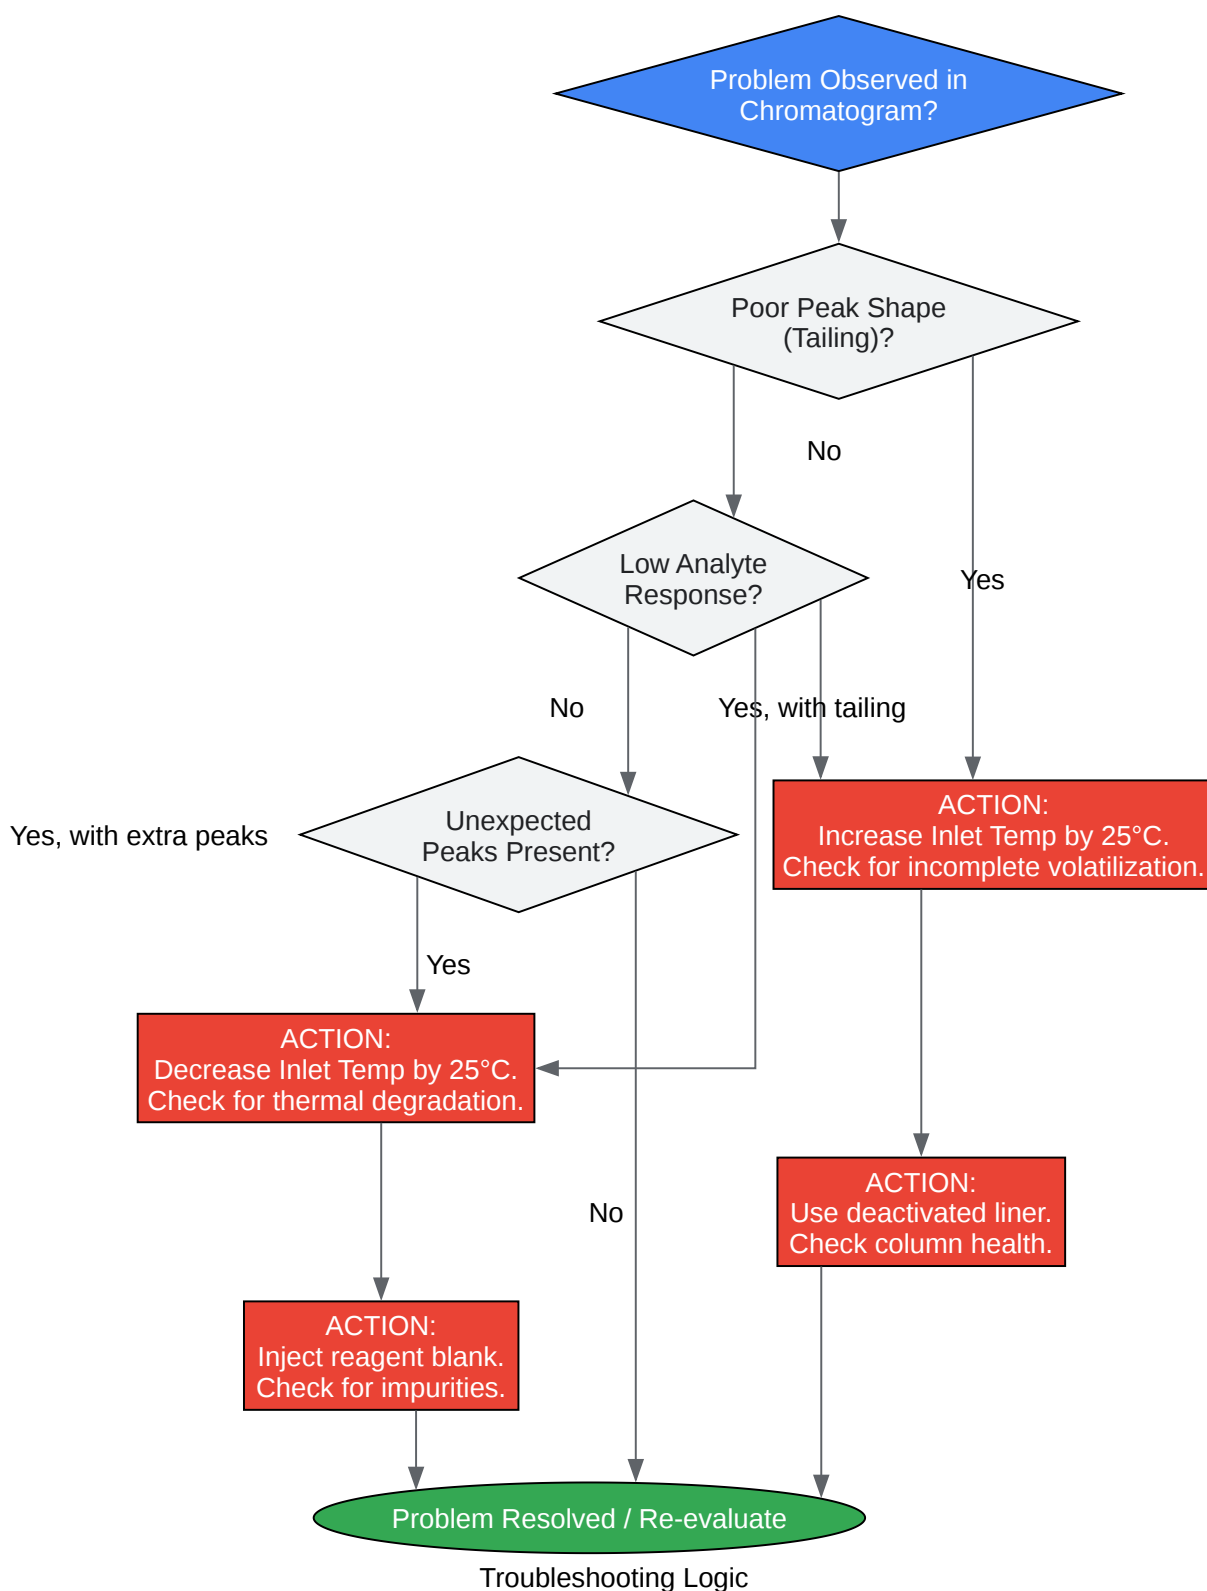 Problem Observed in
Chromatogram?
Poor Peak Shape
(Tailing)?
No
Low Analyte
Response?
Yes
No
Yes, with tailing
ACTION:
Increase Inlet Temp by 25°C.
Check for incomplete volatilization.
Unexpected
Peaks Present?
Yes, with extra peaks
Yes
ACTION:
Decrease Inlet Temp by 25°C.
Check for thermal degradation.
No
ACTION:
Use deactivated liner.
Check column health.
ACTION:
Inject reagent blank.
Check for impurities.
Problem Resolved / Re-evaluate
Troubleshooting Logic